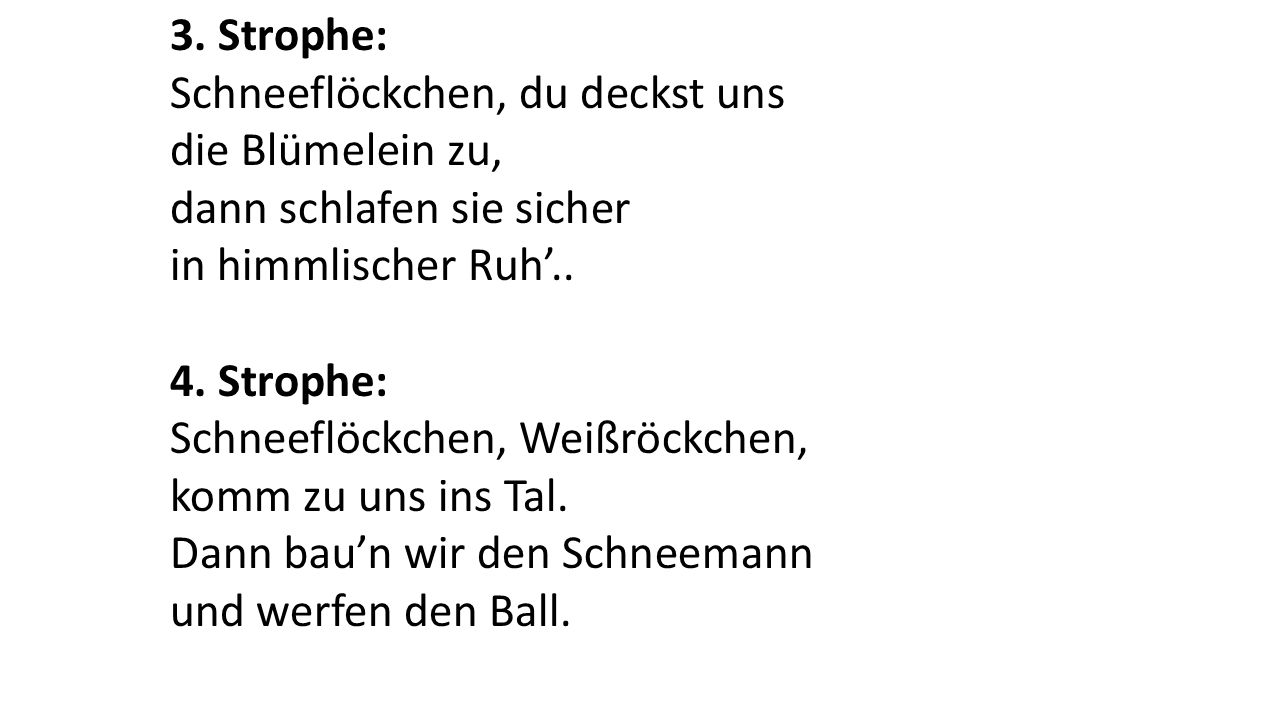 3. Strophe:
Schneeflöckchen, du deckst uns
die Blümelein zu,
dann schlafen sie sicher
in himmlischer Ruh’..
4. Strophe:
Schneeflöckchen, Weißröckchen,
komm zu uns ins Tal.
Dann bau’n wir den Schneemann
und werfen den Ball.